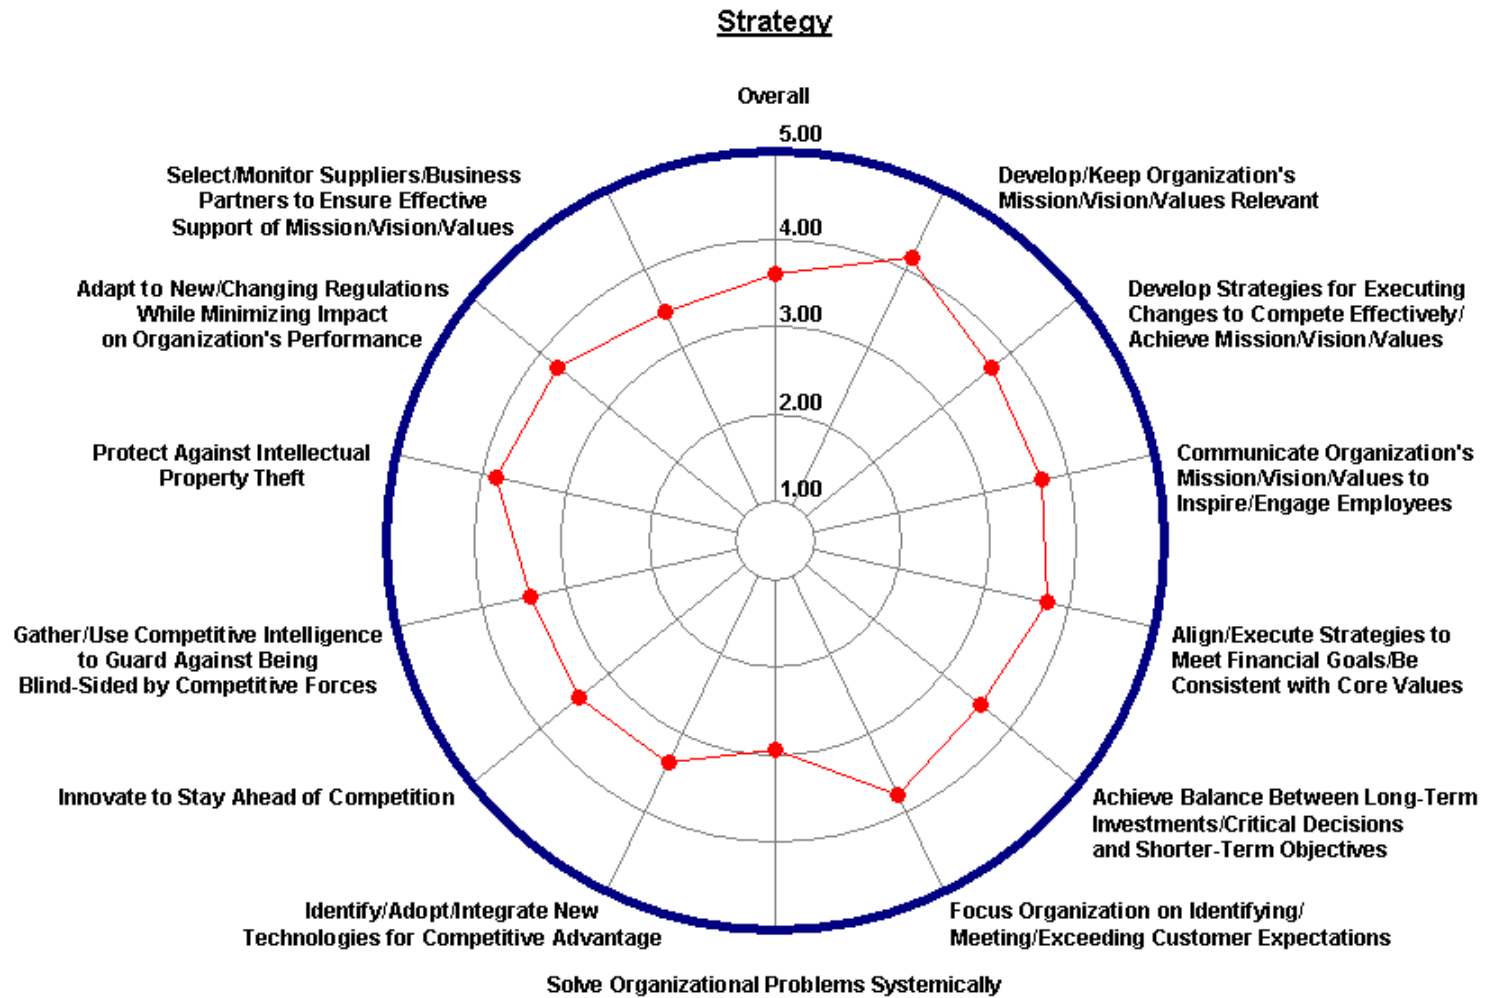 Strategy
Overall
5.00
4.00
3.00
2.00
1.00
Develop/Keep Organization's
Mission/Vision/Values Relevant
Develop Strategies for Executing
Changes to Compete Effectively/
Achieve Mission/Vision/Values
Communicate Organization's
Mission/Vision/Values to
Inspire/Engage Employees
Align/Execute Strategies to
Meet Financial Goals/Be
Consistent with Core Values
Achieve Balance Between Long-Term
Investments/Critical Decisions
and Shorter-Term Objectives
Focus Organization on Identifying/
Meeting/Exceeding Customer Expectations
Solve Organizational Problems Systemically
Identify/Adopt/Integrate New
Technologies for Competitive Advantage
Innovate to Stay Ahead of Competition
Gather/Use Competitive Intelligence
to Guard Against Being
Blind-Sided by Competitive Forces
Protect Against Intellectual
Property Theft
Adapt to New/Changing Regulations
While Minimizing Impact
on Organization's Performance
Select/Monitor Suppliers/Business
Partners to Ensure Effective
Support of Mission/Vision/Values